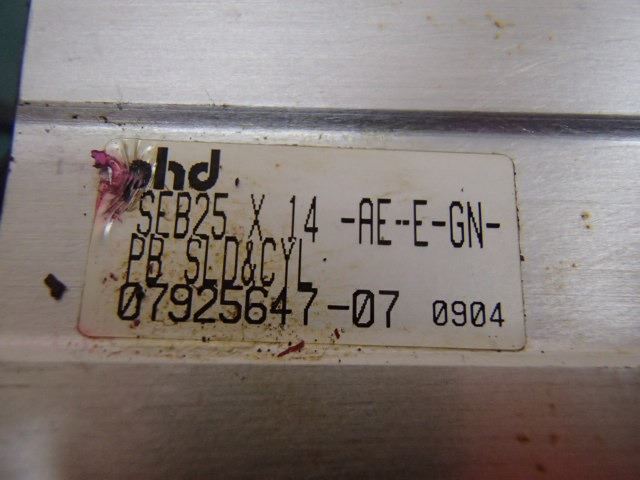 phd
SEB25 X 14 -AE--E-GN-
PB SLD&CYL
07925647-07 0904